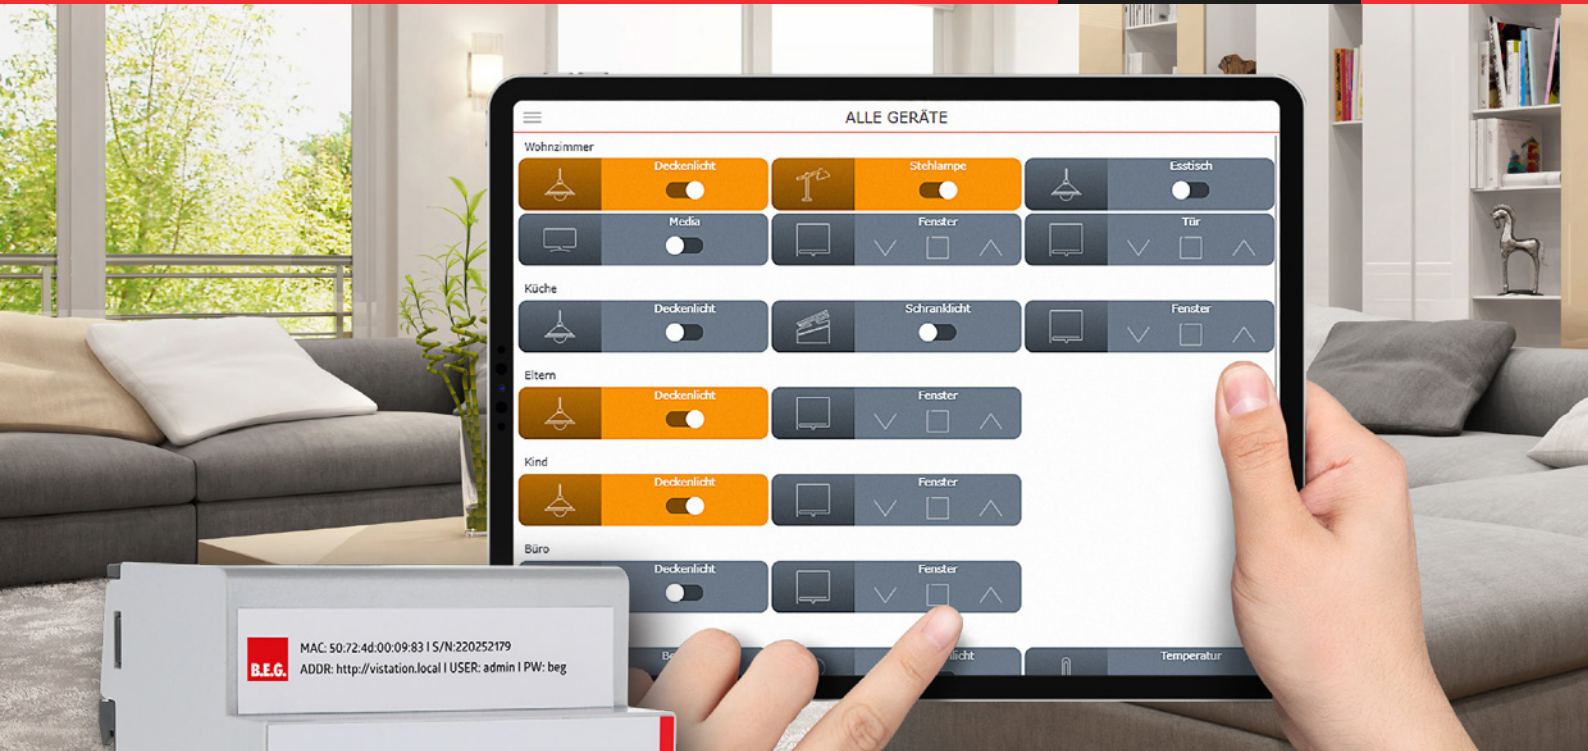 ALLE GERÄTE
Wohnzimmer
Deckenlicht
Stehlampe
Esstisch
Media
Fenster
Tür
Küche
Deckenlicht
Schranklicht
Fenster
Eltern
Deckenlicht
Fenster
Kind
Deckenlicht
Fenster
Büro
Deckenlicht
Fenster
Temperatur
B.E.G.
MAC: 50:72:4d:00:09:83 I S/N:220252179
ADDR: http://vistation.local I USER: admin I PW: beg